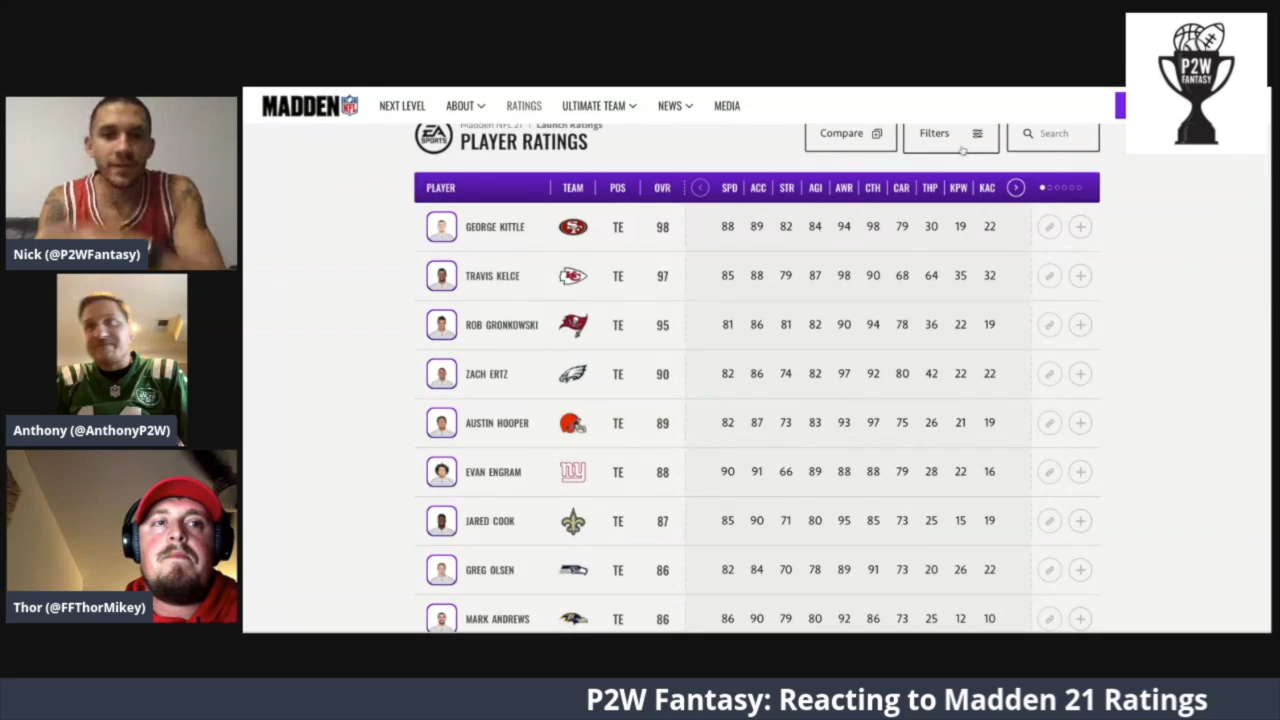 P2W
FANTASY
MADDEN NFL NEXT LEVEL ABOUT RATINGS ULTIMATE TEAM NEWS MEDIA
Madden NFL 21 Launch Ratings
EA SPORTS PLAYER RATINGS Compare Filters Search
PLAYER TEAM POS OVR SPD ACC STR AGI AWR CTH CAR THP KPW KAC
GEORGE KITTLE TE 98 88 89 82 84 94 98 79 30 19 22
TRAVIS KELCE TE 97 85 88 79 87 98 90 68 64 35 32
ROB GRONKOWSKI TE 95 81 86 81 82 90 94 78 36 22 19
ZACH ERTZ TE 90 82 86 74 82 97 92 80 42 22 22
AUSTIN HOOPER TE 89 82 87 73 83 93 97 75 26 21 19
EVAN ENGRAM NY TE 88 90 91 66 89 88 88 79 28 22 16
JARED COOK TE 87 85 90 71 80 95 85 73 25 15 19
GREG OLSEN TE 86 82 84 70 78 89 91 73 20 26 22
MARK ANDREWS TE 86 86 90 79 80 92 86 73 25 12 10
Nick (@P2WFantasy)
Anthony (@AnthonyP2W)
Thor (@FFThorMikey)
P2W Fantasy: Reacting to Madden 21 Ratings